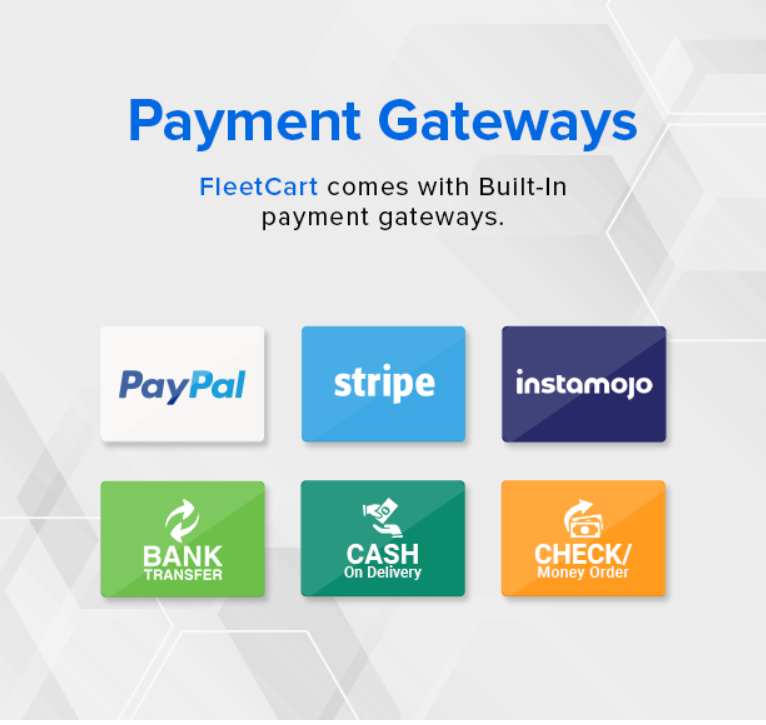 Payment Gateways
FleetCart comes with Built-In
payment gateways.
PayPal
stripe
instamojo
BANK
TRANSFER
CASH
On Delivery
CHECK/
Money Order